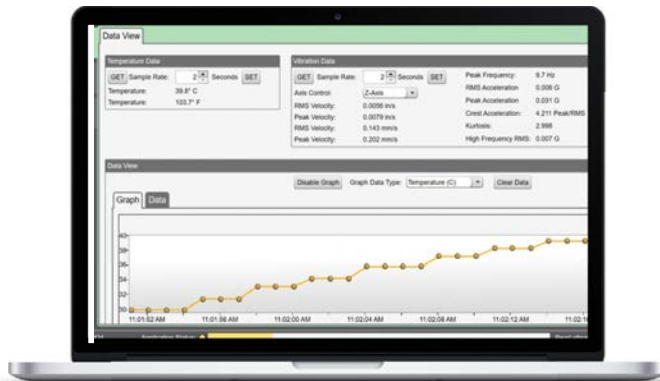 Data View
Temperature Data
GET Sample Rate: 2 Seconds SET
Temperature: 39.8° C
Temperature: 103.7° F
Vibration Data
GET Sample Rate: 2 Seconds SET
Axis Control: Z-Axis
RMS Velocity: 0.0056 in/s
Peak Velocity: 0.0079 in/s
RMS Velocity: 0.143 mm/s
Peak Velocity: 0.202 mm/s
Peak Frequency: 9.7 Hz
RMS Acceleration 0.006 G
Peak Acceleration 0.031 G
Crest Acceleration: 4.211 Peak/RMS
Kurtosis: 2.998
High Frequency RMS: 0.007 G
Data View
Disable Graph Graph Data Type: Temperature (C) Clear Data
Graph Data
40
38
36
34
32
30
11:01:52 AM 11:01:56 AM 11:02:00 AM 11:02:04 AM 11:02:08 AM 11:02:12 AM 11:02:16
Application Status: